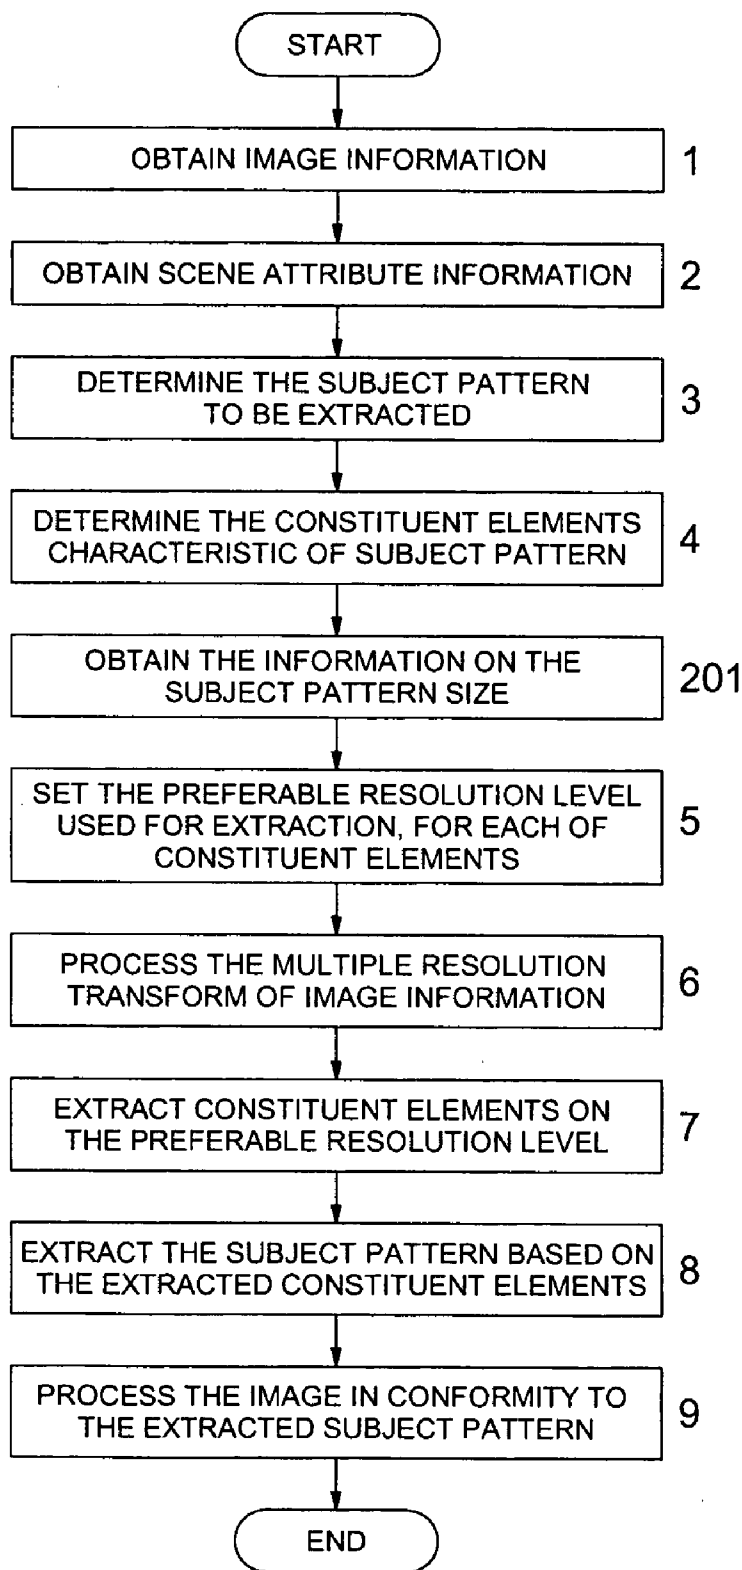 START
OBTAIN IMAGE INFORMATION
1
OBTAIN SCENE ATTRIBUTE INFORMATION
2
DETERMINE THE SUBJECT PATTERN
TO BE EXTRACTED
3
DETERMINE THE CONSTITUENT ELEMENTS
CHARACTERISTIC OF SUBJECT PATTERN
4
OBTAIN THE INFORMATION ON THE
SUBJECT PATTERN SIZE
201
SET THE PREFERABLE RESOLUTION LEVEL
USED FOR EXTRACTION, FOR EACH OF
CONSTITUENT ELEMENTS
5
PROCESS THE MULTIPLE RESOLUTION
TRANSFORM OF IMAGE INFORMATION
6
EXTRACT CONSTITUENT ELEMENTS ON
THE PREFERABLE RESOLUTION LEVEL
7
EXTRACT THE SUBJECT PATTERN BASED ON
THE EXTRACTED CONSTITUENT ELEMENTS
8
PROCESS THE IMAGE IN CONFORMITY TO
THE EXTRACTED SUBJECT PATTERN
9
END